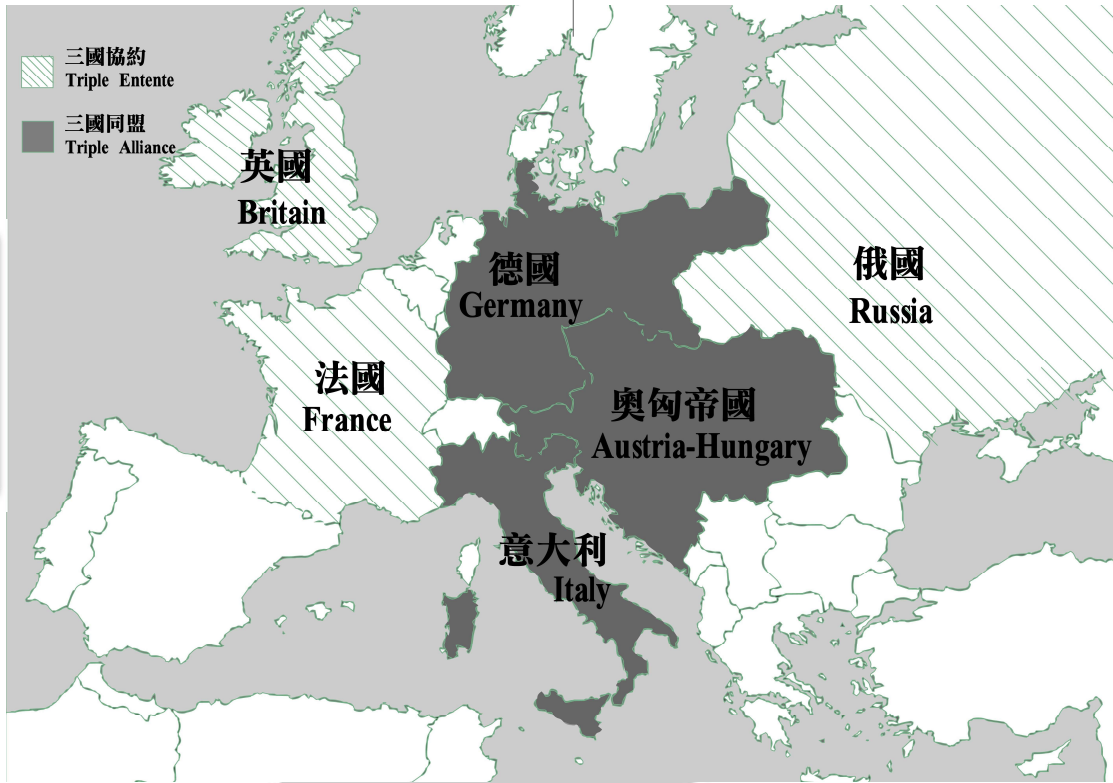 三國協約
Triple Entente
三國同盟
Triple Alliance
英國
Britain
德國
Germany
俄國
Russia
法國
France
奧匈帝國
Austria-Hungary
意大利
Italy